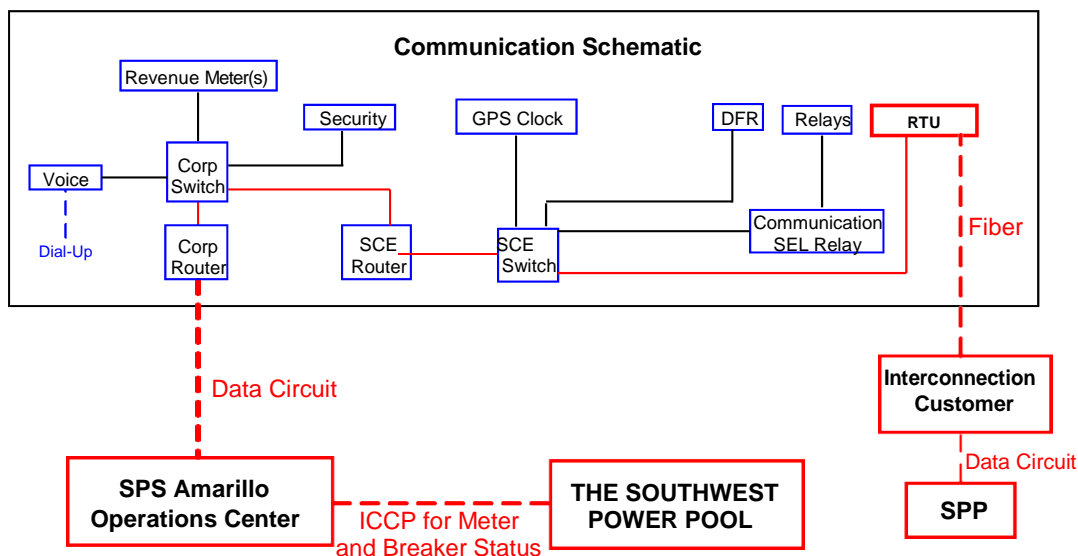 Communication Schematic
Revenue Meter(s)
Security
GPS Clock
DFR
Relays
RTU
Voice
Corp
Switch
Dial-Up
Corp
Router
SCE
Router
SCE
Switch
Communication
SEL Relay
Fiber
Data Circuit
Interconnection
Customer
Data Circuit
SPS Amarillo
Operations Center
ICCP for Meter
and Breaker Status
THE SOUTHWEST
POWER POOL
SPP